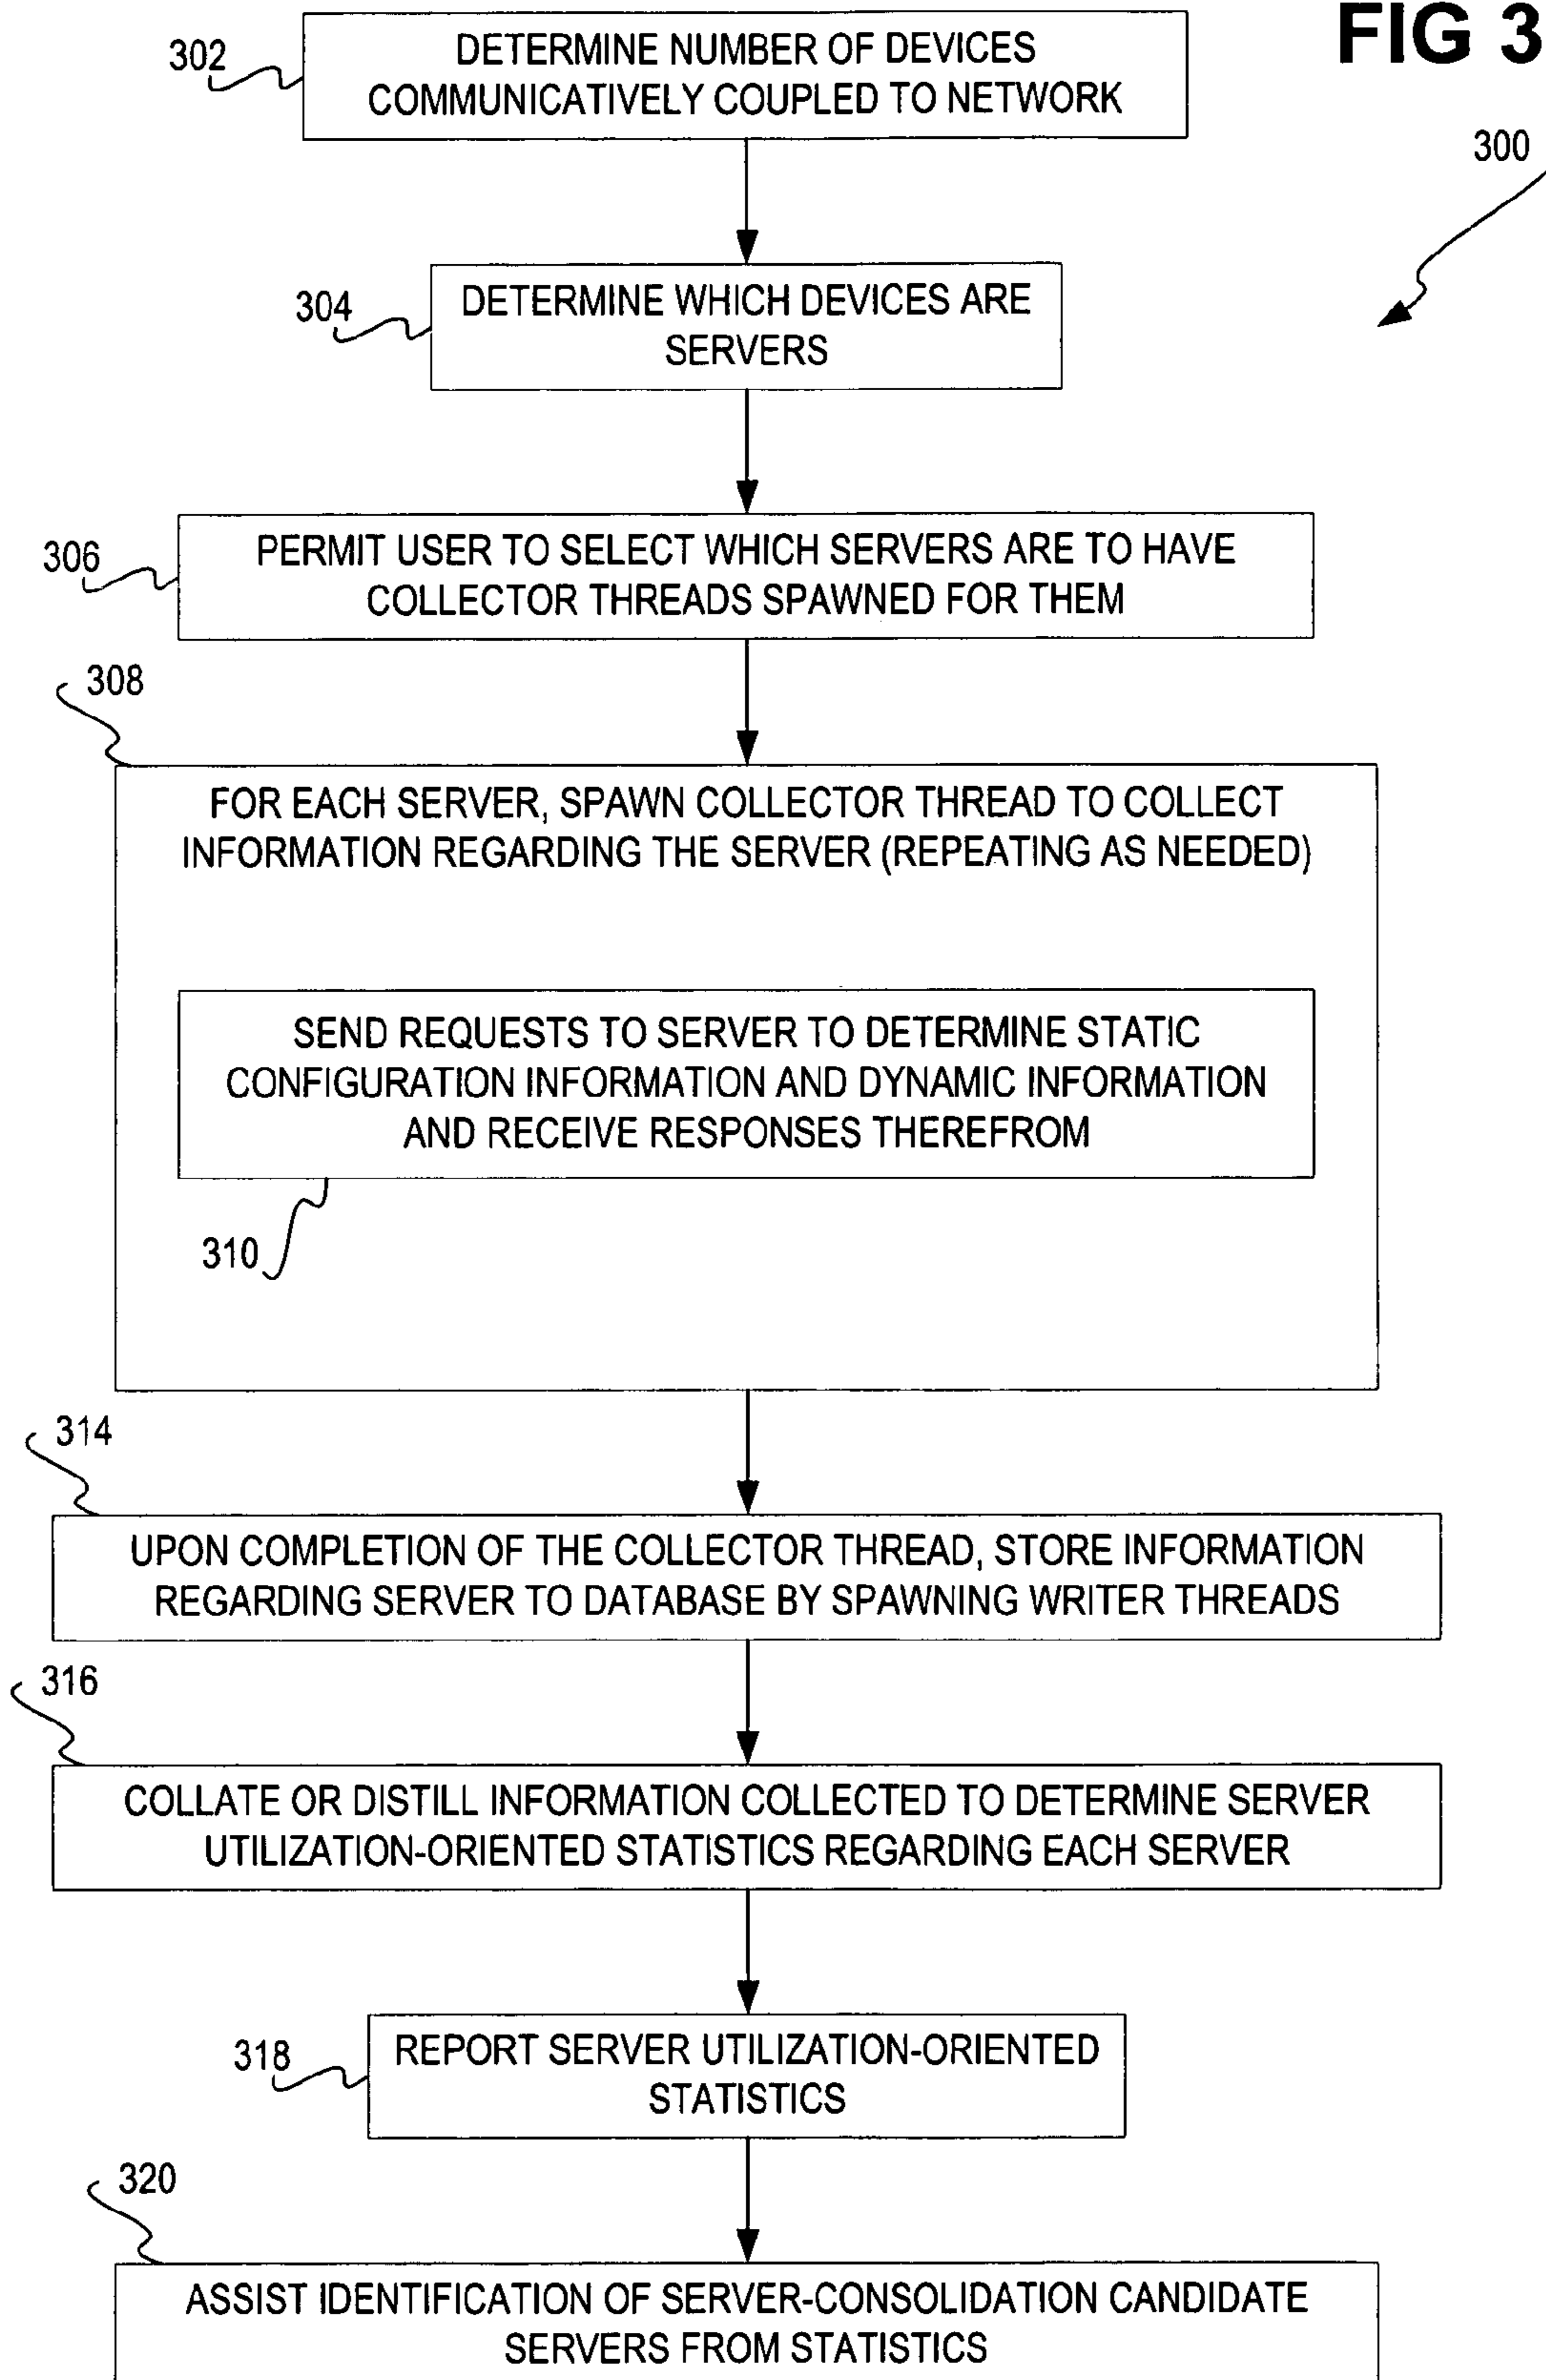 FIG 3
300
302
DETERMINE NUMBER OF DEVICES
COMMUNICATIVELY COUPLED TO NETWORK
304
DETERMINE WHICH DEVICES ARE
SERVERS
306
PERMIT USER TO SELECT WHICH SERVERS ARE TO HAVE
COLLECTOR THREADS SPAWNED FOR THEM
308
FOR EACH SERVER, SPAWN COLLECTOR THREAD TO COLLECT
INFORMATION REGARDING THE SERVER (REPEATING AS NEEDED)
SEND REQUESTS TO SERVER TO DETERMINE STATIC
CONFIGURATION INFORMATION AND DYNAMIC INFORMATION
AND RECEIVE RESPONSES THEREFROM
310
314
UPON COMPLETION OF THE COLLECTOR THREAD, STORE INFORMATION
REGARDING SERVER TO DATABASE BY SPAWNING WRITER THREADS
316
COLLATE OR DISTILL INFORMATION COLLECTED TO DETERMINE SERVER
UTILIZATION-ORIENTED STATISTICS REGARDING EACH SERVER
318
REPORT SERVER UTILIZATION-ORIENTED
STATISTICS
320
ASSIST IDENTIFICATION OF SERVER-CONSOLIDATION CANDIDATE
SERVERS FROM STATISTICS